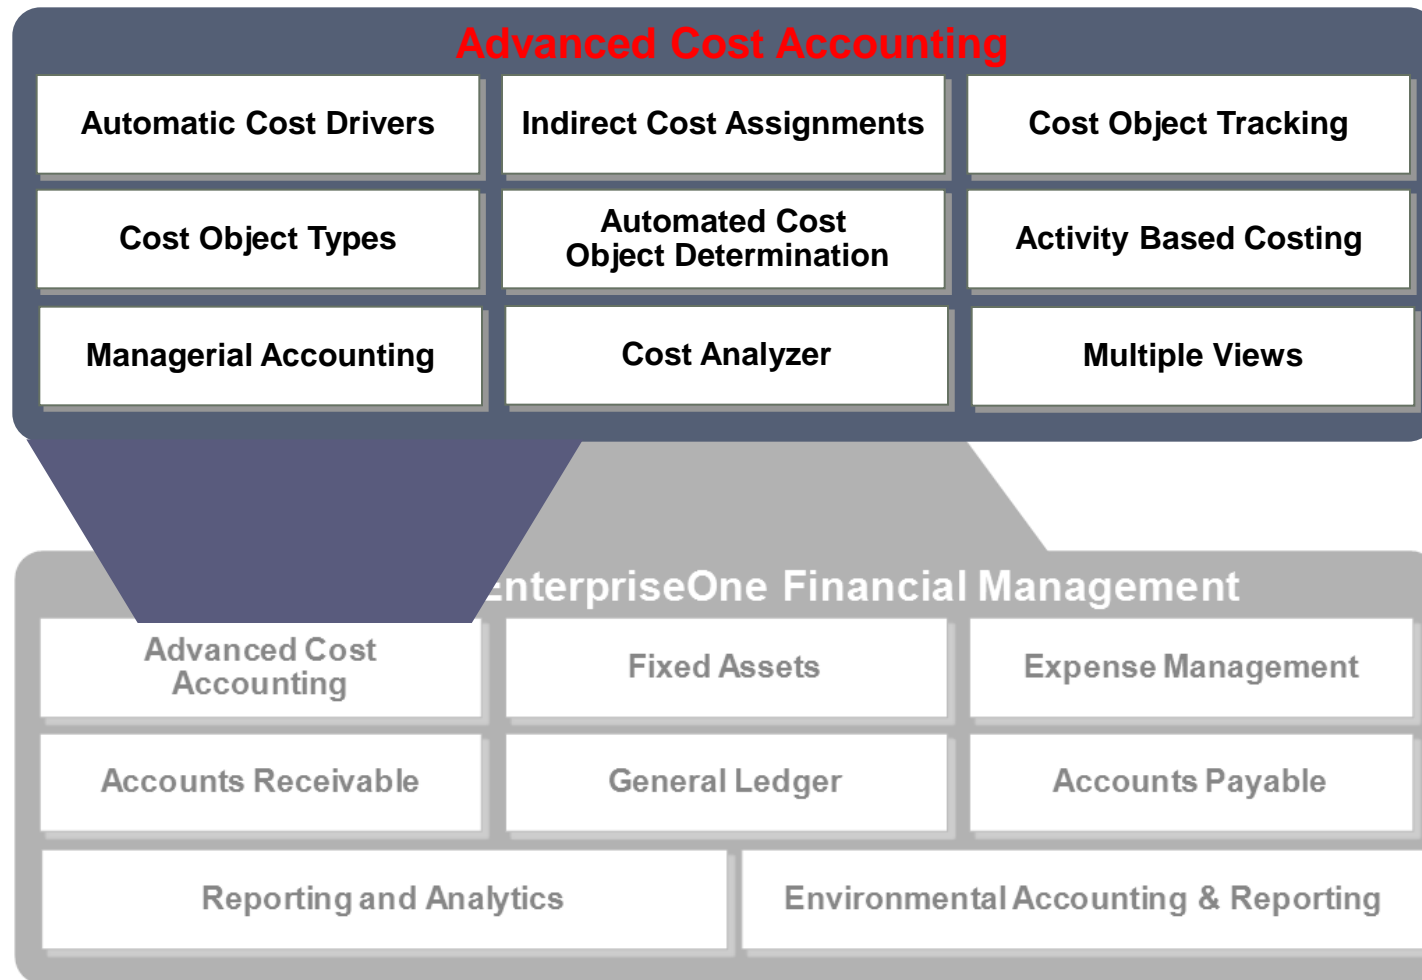 Advanced Cost Accounting
Automatic Cost Drivers
Indirect Cost Assignments
Cost Object Tracking
Cost Object Types
Automated Cost
Object Determination
Activity Based Costing
Managerial Accounting
Cost Analyzer
Multiple Views
EnterpriseOne Financial Management
Advanced Cost
Accounting
Fixed Assets
Expense Management
Accounts Receivable
General Ledger
Accounts Payable
Reporting and Analytics
Environmental Accounting & Reporting